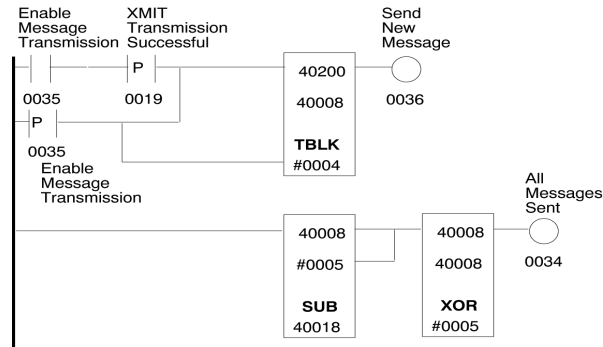 Enable
Message
Transmission
XMIT
Transmission
Successful
Send
New
Message
P
40200
0035
0019
40008
0036
P
TBLK
0035
#0004
Enable
Message
Transmission
All
Messages
Sent
40008
40008
#0005
40008
0034
SUB
XOR
40018
#0005